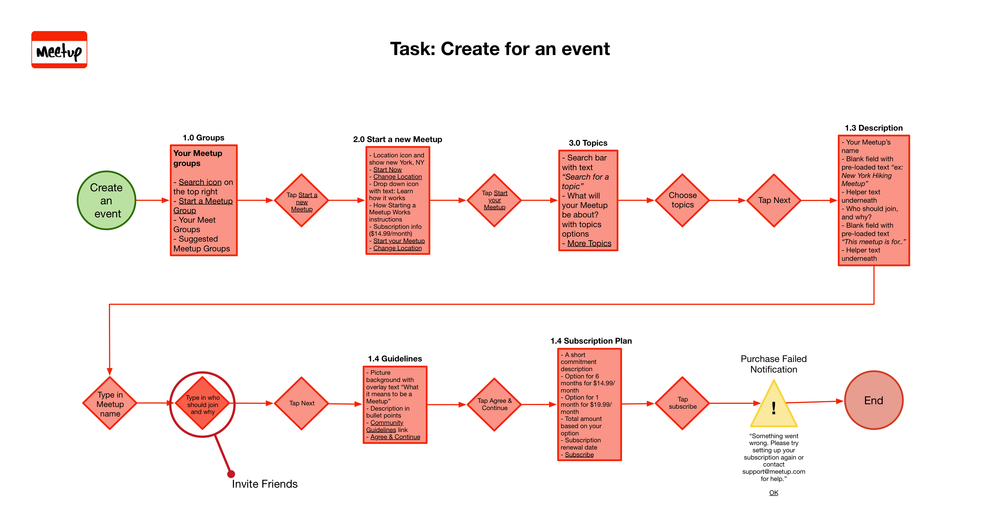 meetup
Task: Create for an event
Create
an
event
1.0 Groups
Your Meetup
groups
- Search icon on
the top right
- Start a Meetup
Group
- Your Meet
Groups
- Suggested
Meetup Groups
Tap Start a
new
Meetup
2.0 Start a new Meetup
- Location icon and
show new York, NY
- Start Now
- Change Location
- Drop down icon
with text: Learn
how it works
- How Starting a
Meetup Works
instructions
- Subscription info
($14.99/month)
- Start your Meetup
- Change Location
Tap Start
your
Meetup
3.0 Topics
- Search bar
with text
“Search for a
topic”
- What will
your Meetup
be about?
with topics
options
- More Topics
Choose
topics
Tap Next
1.3 Description
- Your Meetup's
name
- Blank field with
pre-loaded text “ex:
New York Hiking
Meetup”
- Helper text
underneath
- Who should join,
and why?
- Blank field with
pre-loaded text
“This meetup is for..”
- Helper text
underneath
Type in
Meetup
name
Type in who
should join
and why
Invite Friends
Tap Next
1.4 Guidelines
- Picture
background with
overlay text “What
it means to be a
Meetup”
- Description in
bullet points
- Community
Guidelines link
- Agree & Continue
Tap Agree &
Continue
1.4 Subscription Plan
- A short
commitment
description
- Option for 6
months for $14.99/
month
- Option for 1
month for $19.99/
month
- Total amount
based on your
option
- Subscription
renewal date
- Subscribe
Tap
subscribe
Purchase Failed
Notification
!
“Something went
wrong. Please try
setting up your
subscription again or
contact
support@meetup.com
for help.”
OK
End